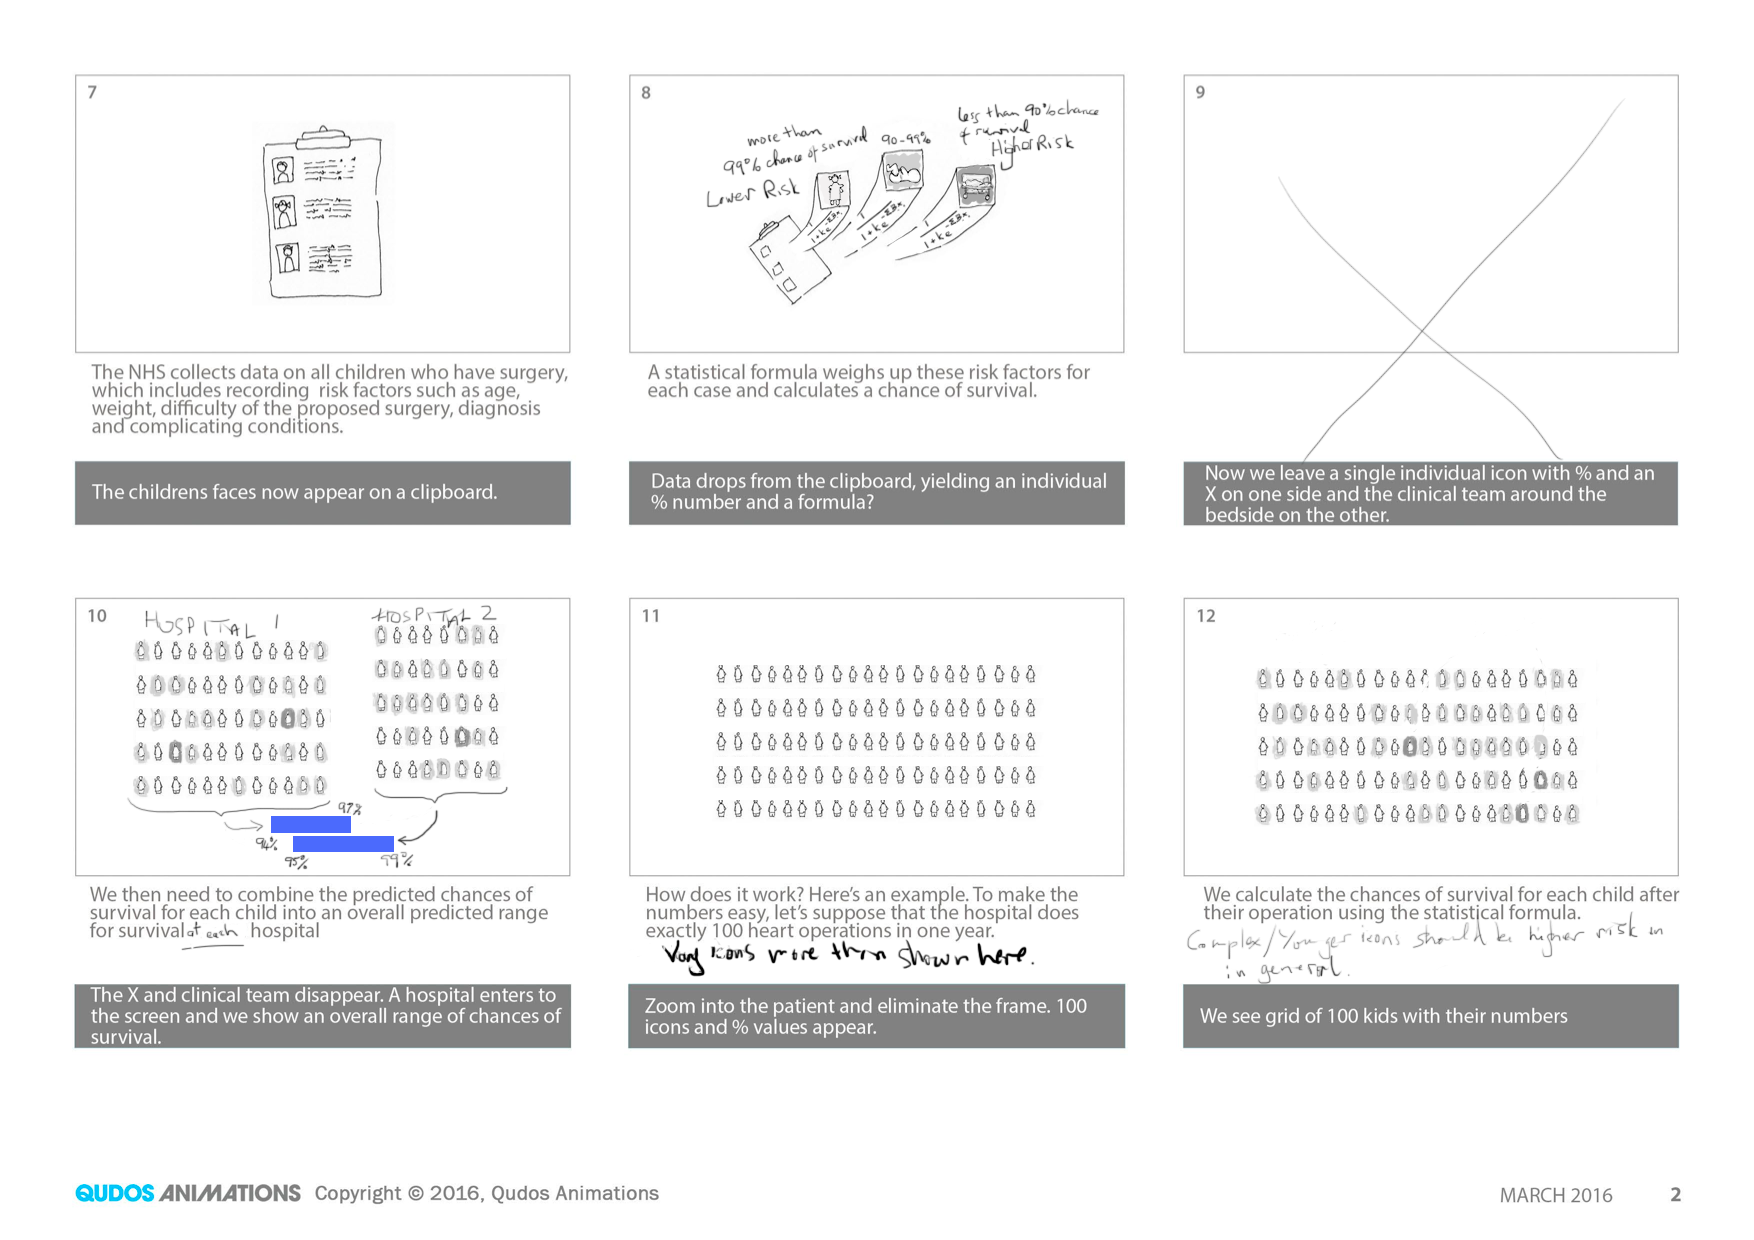 7
The NHS collects data on all children who have surgery,
which includes recording  risk factors such as age,
weight, difficulty of the proposed surgery, diagnosis
and complicating conditions.
The childrens faces now appear on a clipboard.
8
more than
99% chance of survival
Lower Risk
90-99%
less than 90% chance
of survival
Higher Risk
A statistical formula weighs up these risk factors for
each case and calculates a chance of survival.
Data drops from the clipboard, yielding an individual
% number and a formula?
9
Now we leave a single individual icon with % and an
X on one side and the clinical team around the
bedside on the other.
10
HOSPITAL 1
HOSPITAL 2
97%
94%
95%
99%
We then need to combine the predicted chances of
survival for each child into an overall predicted range
for survival at each hospital
The X and clinical team disappear. A hospital enters to
the screen and we show an overall range of chances of
survival.
11
How does it work? Here's an example. To make the
numbers easy, let's suppose that the hospital does
exactly 100 heart operations in one year.
Vary icons more than shown here.
Zoom into the patient and eliminate the frame. 100
icons and % values appear.
12
We calculate the chances of survival for each child after
their operation using the statistical formula.
Complex/Younger icons should be higher risk in
in general.
We see grid of 100 kids with their numbers
QUDOS ANIMATIONS Copyright © 2016, Qudos Animations
MARCH 2016 2